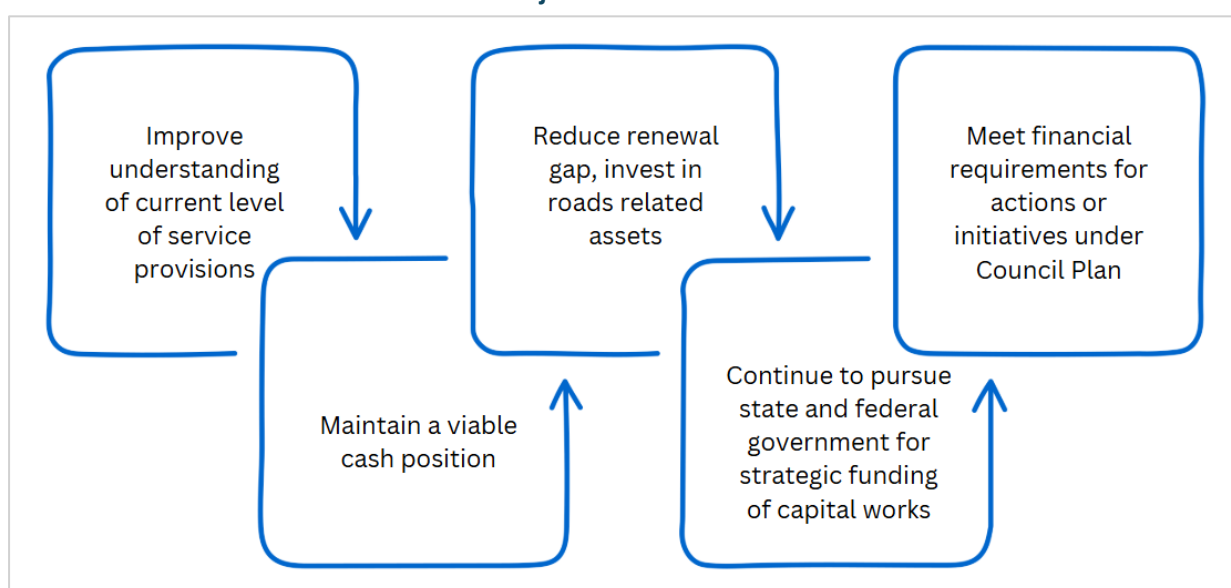 Improve
understanding
of current level
of service
provisions
Maintain a viable
cash position
Reduce renewal
gap, invest in
roads related
assets
Continue to pursue
state and federal
government for
strategic funding
of capital works
Meet financial
requirements for
actions or
initiatives under
Council Plan